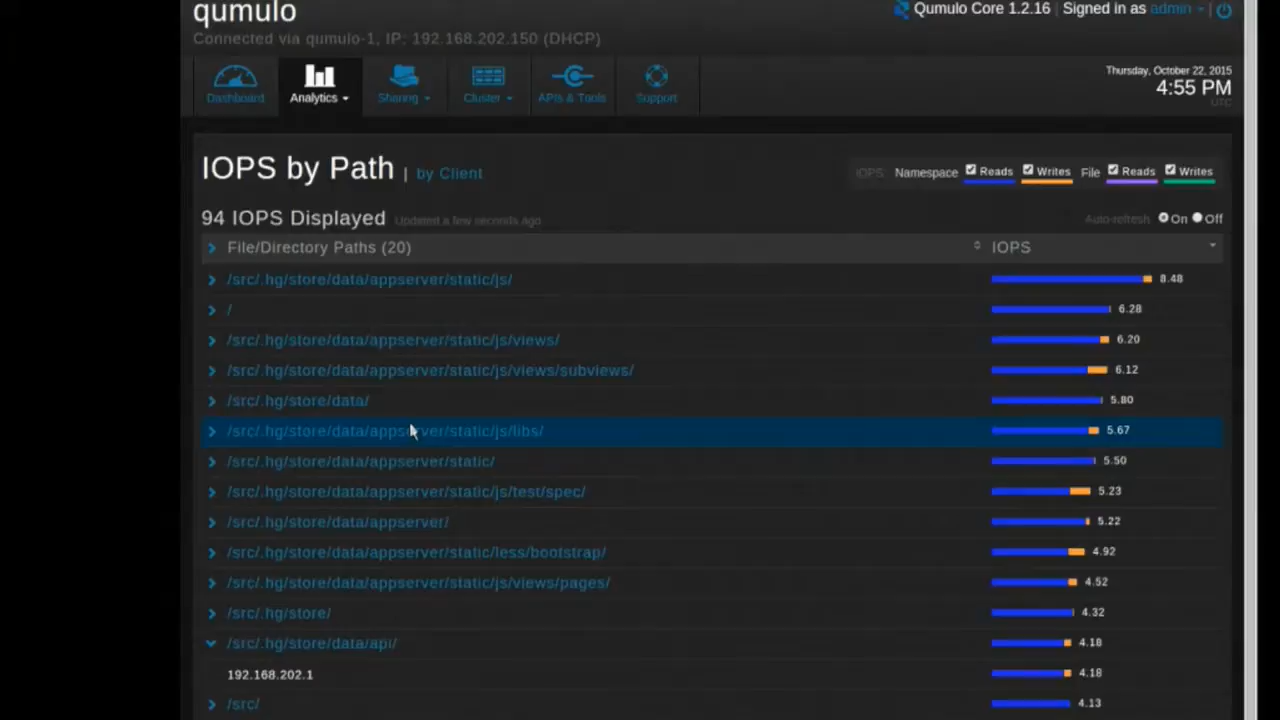 qumulo
Qumulo Core 1.2.16 | Signed in as admin
Connected via qumulo-1, IP: 192.168.202.150 (DHCP)
Dashboard Analytics Sharing Cluster APIs & Tools Support
Thursday, October 22, 2015
4:55 PM
UTC
IOPS by Path | by Client
IOPS: Namespace Reads Writes File Reads Writes
94 IOPS Displayed Updated a few seconds ago.
Auto-refresh On Off
File/Directory Paths (20) IOPS
/src/.hg/store/data/appserver/static/js/ 8.48
/ 6.28
/src/.hg/store/data/appserver/static/js/views/ 6.20
/src/.hg/store/data/appserver/static/js/views/subviews/ 6.12
/src/.hg/store/data/ 5.80
/src/.hg/store/data/appserver/static/js/libs/ 5.67
/src/.hg/store/data/appserver/static/ 5.50
/src/.hg/store/data/appserver/static/js/test/spec/ 5.23
/src/.hg/store/data/appserver/ 5.22
/src/.hg/store/data/appserver/static/less/bootstrap/ 4.92
/src/.hg/store/data/appserver/static/js/views/pages/ 4.52
/src/.hg/store/ 4.32
/src/.hg/store/data/api/ 4.18
192.168.202.1 4.18
/src/ 4.13